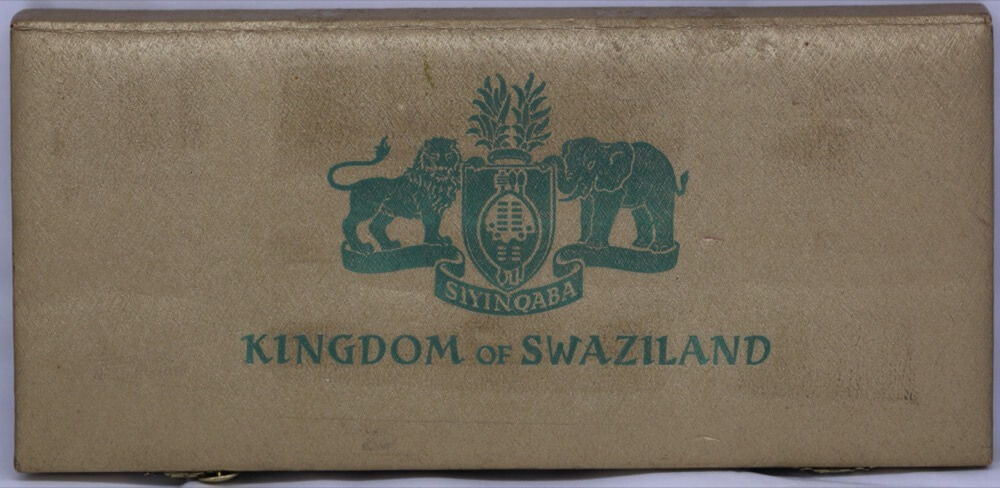 SIYINQABA
KINGDOM OF SWAZILAND